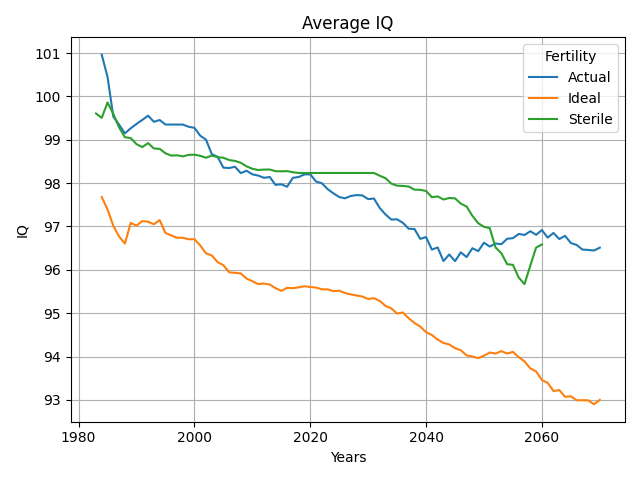 Average IQ
Fertility
Actual
Ideal
Sterile
IQ
101
100
99
98
97
96
95
94
93
1980
2000
2020
2040
2060
Years